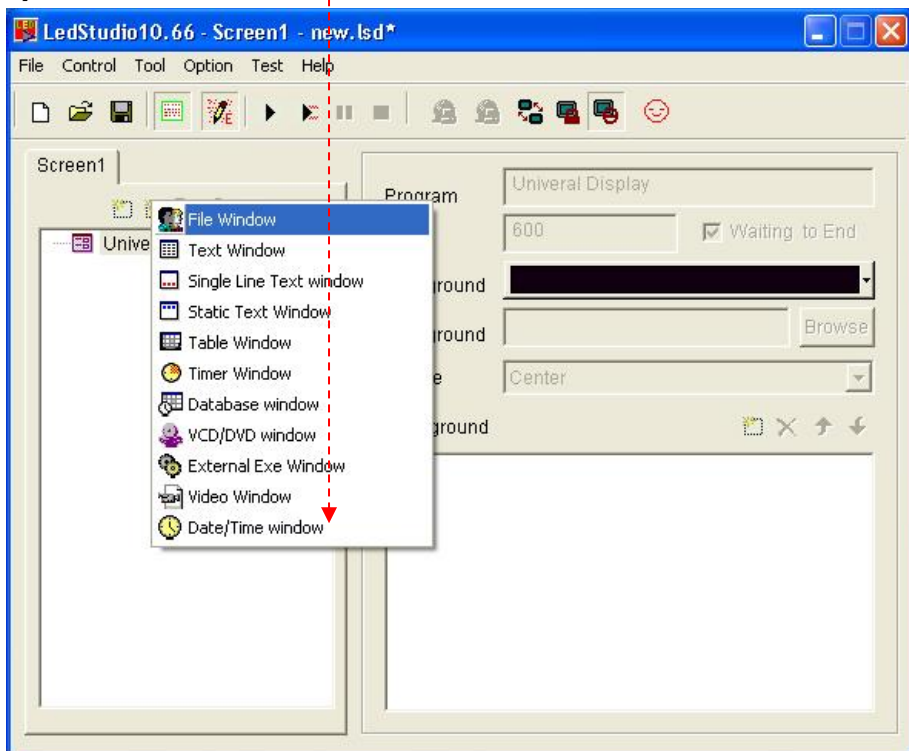 LedStudio10.66 - Screen1 - new.lsd*
File Control Tool Option Test Help
Screen1
Program
Univeral Display
Unive
600
Waiting to End
File Window
Text Window
Single Line Text window
Static Text Window
Table Window
Timer Window
Database window
VCD/DVD window
External Exe Window
Video Window
Date/Time window
round
round
Browse
e
Center
ground